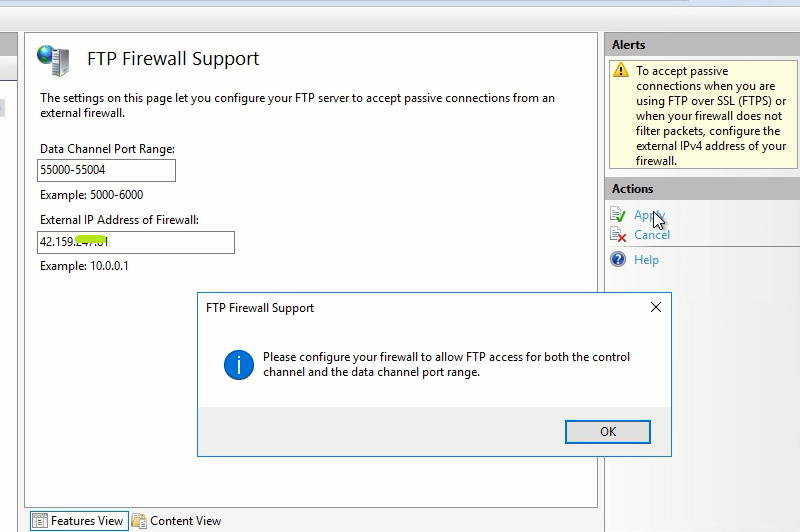 FTP Firewall Support
The settings on this page let you configure your FTP server to accept passive connections from an
external firewall.
Data Channel Port Range:
55000-55004
Example: 5000-6000
External IP Address of Firewall:
42.159.
Example: 10.0.0.1
Alerts
To accept passive
connections when you are
using FTP over SSL (FTPS) or
when your firewall does not
filter packets, configure the
external IPv4 address of your
firewall.
Actions
Apply
Cancel
Help
FTP Firewall Support
Please configure your firewall to allow FTP access for both the control
channel and the data channel port range.
OK
Features View
Content View